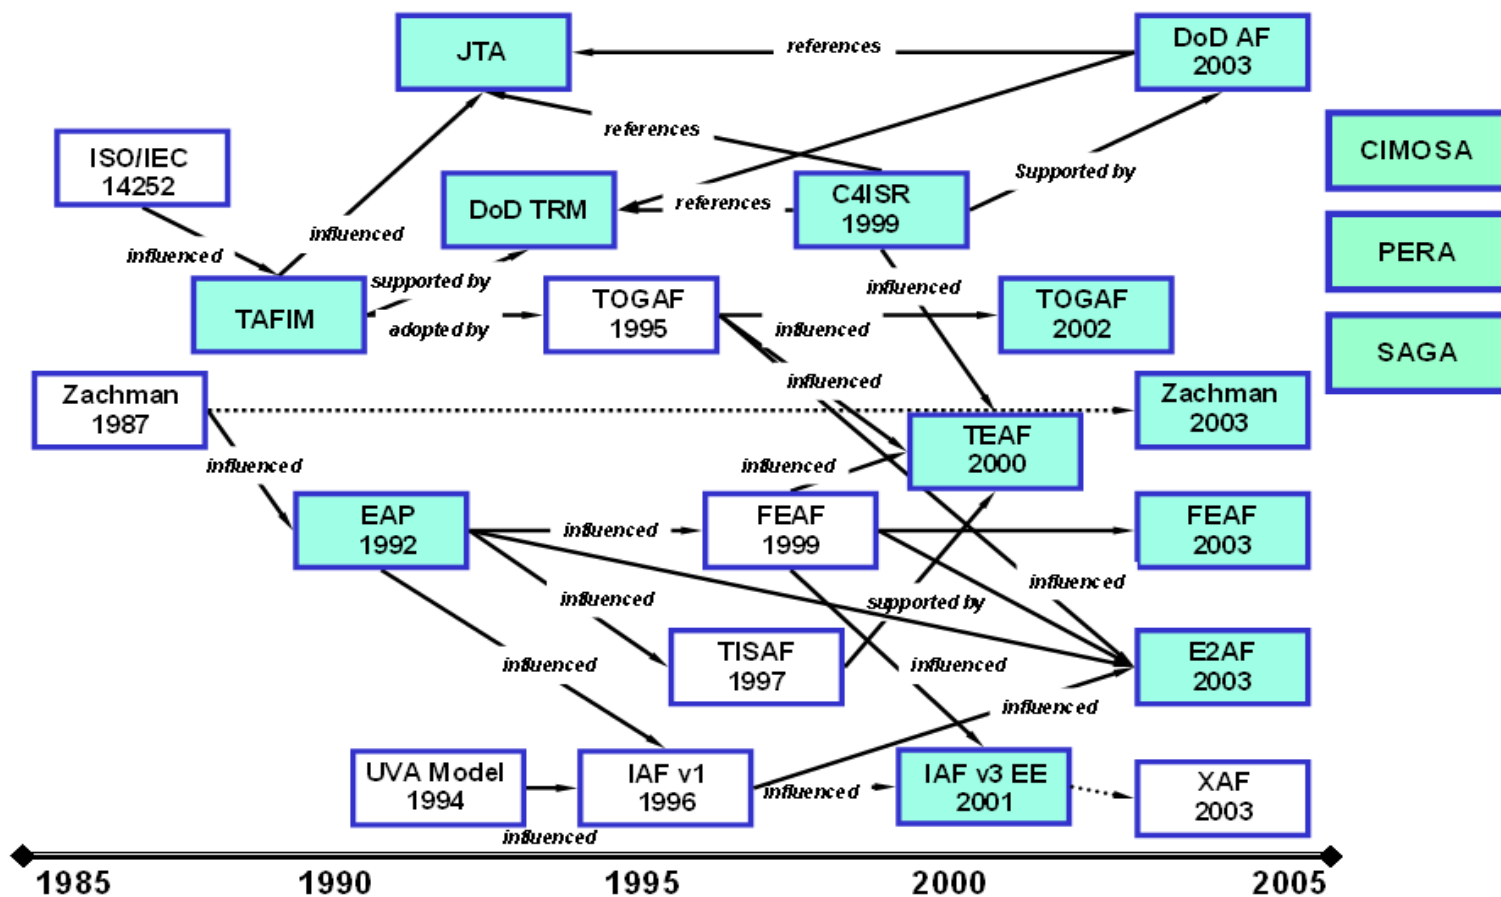 JTA
references
DoD AF
2003
references
CIMOSA
ISO/IEC
14252
Supported by
DoD TRM
references
C4ISR
1999
influenced
influenced
PERA
supported by
influenced
TAFIM
adopted by
TOGAF
1995
influenced
TOGAF
2002
SAGA
influenced
Zachman
1987
Zachman
2003
TEAF
2000
influenced
influenced
EAP
1992
influenced
FEAF
1999
FEAF
2003
influenced
influenced
supported by
influenced
TISAF
1997
influenced
E2AF
2003
influenced
UVA Model
1994
IAF v1
1996
influenced
IAF v3 EE
2001
XAF
2003
influenced
1985
1990
1995
2000
2005